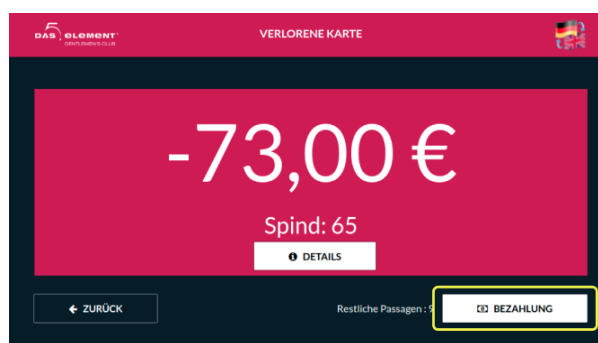 DAS 5 ELEMENT
GENTLEMEN'S CLUB
VERLORENE KARTE
-73,00 €
Spind: 65
DETAILS
ZURÜCK
Restliche Passagen :
BEZAHLUNG